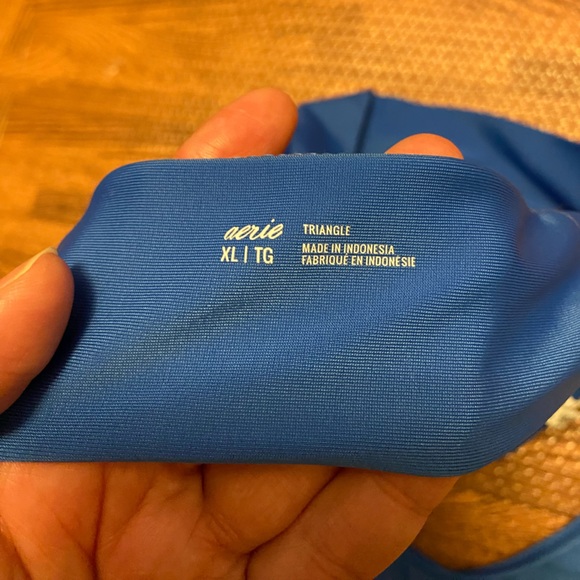 aerie TRIANGLE
XL | TG MADE IN INDONESIA
FABRIQUÉ EN INDONÉSIE